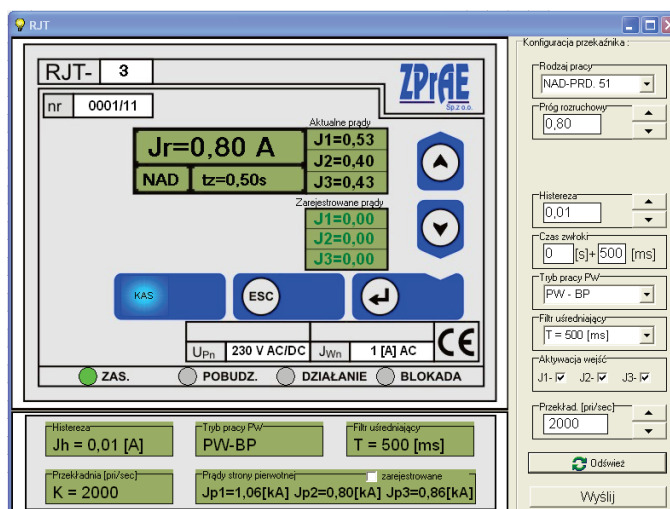 RJT
RJT- 3
ZPrAE
Sp.z o.o.
nr 0001/11
Aktualne prądy
Jr=0,80 A
J1=0,53
J2=0,40
NAD tz=0,50s
J3=0,43
Zarejestrowane prądy
J1=0,00
J2=0,00
J3=0,00
KAS
ESC
UPn 230 V AC/DC JWn 1 [A] AC
CE
ZAS. POBUDZ. DZIAŁANIE BLOKADA
Histereza
Jh = 0,01 [A]
Tryb pracy PW
PW-BP
Filtr uśredniający
T = 500 [ms]
Przekładnia [pri/sec]
K = 2000
Prądy strony pierwotnej
zarejestrowane
Jp1=1,06[kA] Jp2=0,80[kA] Jp3=0,86[kA]
Konfiguracja przekaźnika :
Rodzaj pracy
NAD-PRD. 51
Próg rozruchowy
0,80
Histereza
0,01
Czas zwłoki
0 [s]+ 500 [ms]
Tryb pracy PW
PW - BP
Filtr uśredniający
T = 500 [ms]
Aktywacja wejść
J1- J2- J3-
Przekład. [pri/sec]
2000
Odśwież
Wyślij